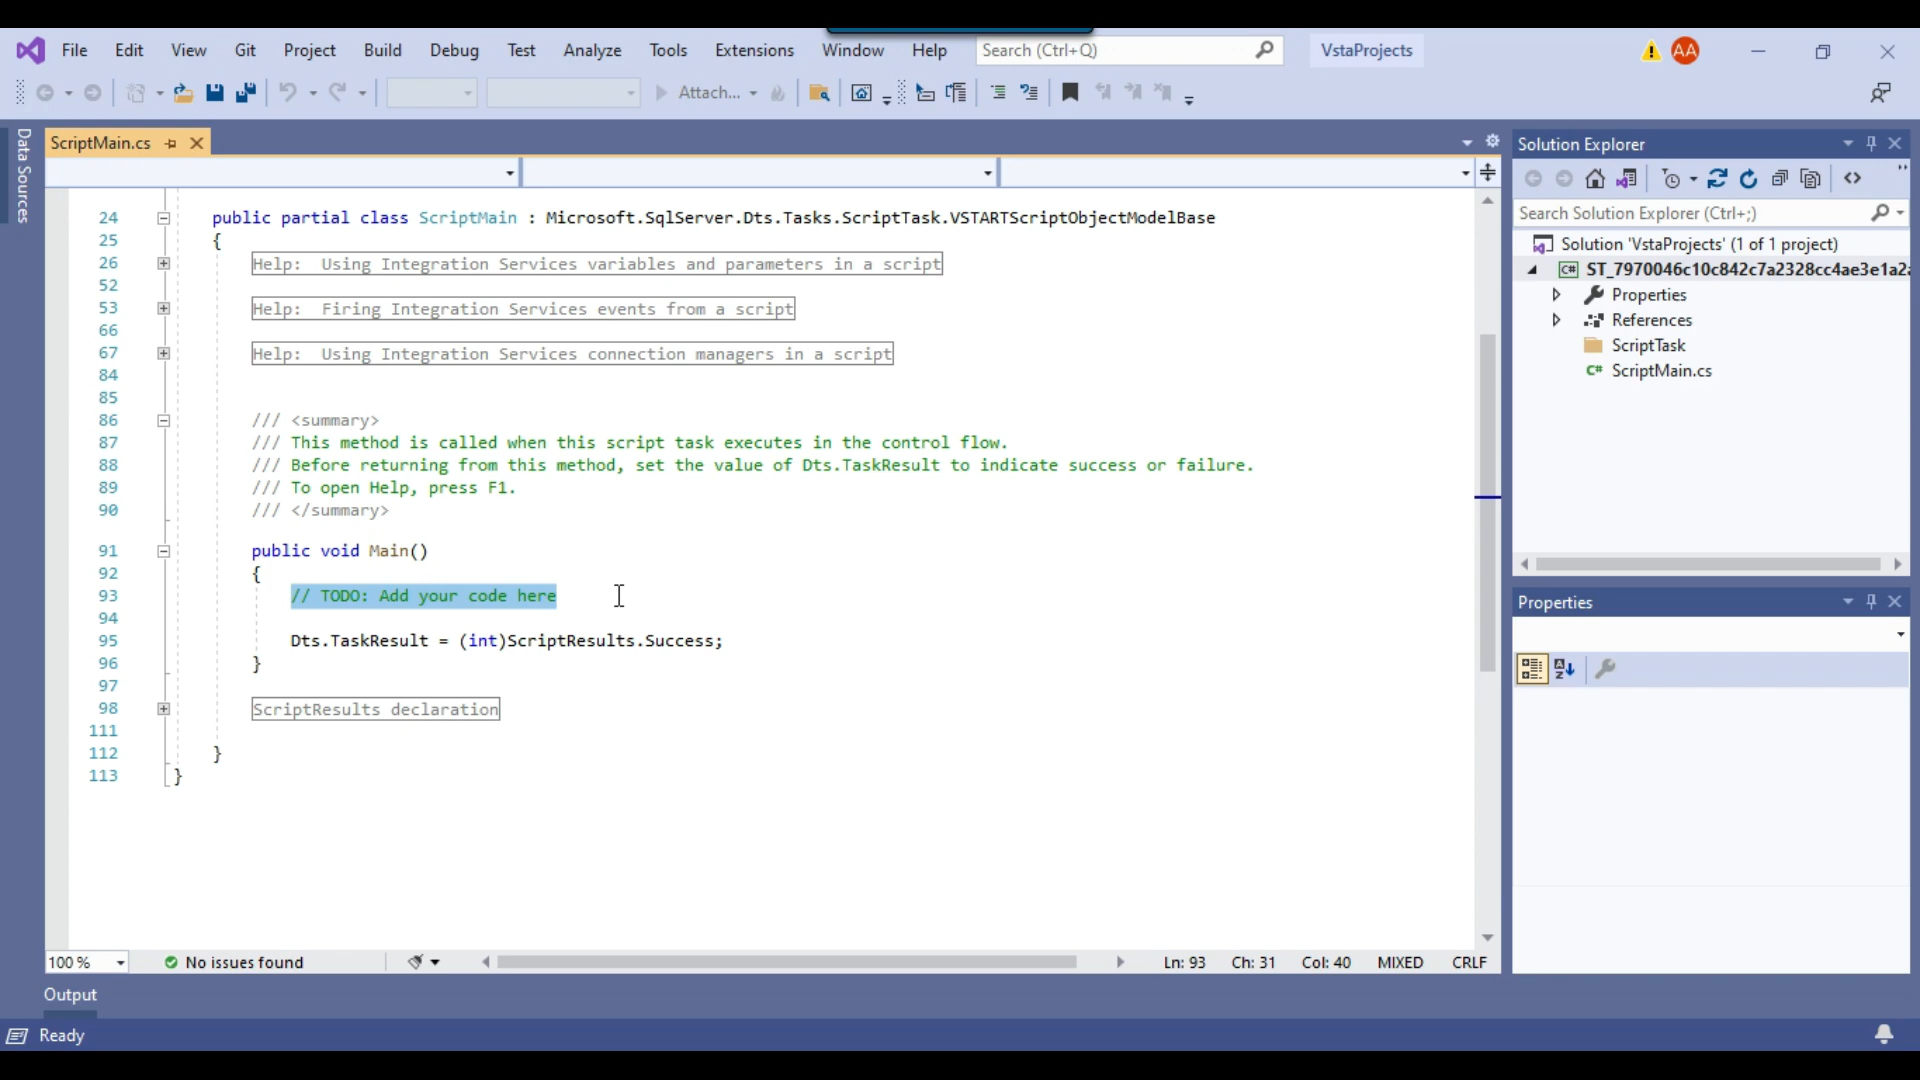 File Edit View Git Project Build Debug Test Analyze Tools Extensions Window Help Search (Ctrl+Q) VstaProjects AA
Attach...
Data Sources
ScriptMain.cs
24 public partial class ScriptMain : Microsoft.SqlServer.Dts.Tasks.ScriptTask.VSTARTScriptObjectModelBase
25 {
26 Help: Using Integration Services variables and parameters in a script
52
53 Help: Firing Integration Services events from a script
66
67 Help: Using Integration Services connection managers in a script
84
85
86 /// <summary>
87 /// This method is called when this script task executes in the control flow.
88 /// Before returning from this method, set the value of Dts.TaskResult to indicate success or failure.
89 /// To open Help, press F1.
90 /// </summary>
91 public void Main()
92 {
93 // TODO: Add your code here
94
95 Dts.TaskResult = (int)ScriptResults.Success;
96 }
97
98 ScriptResults declaration
111
112 }
113 }
100 % No issues found Ln: 93 Ch: 31 Col: 40 MIXED CRLF
Solution Explorer
Search Solution Explorer (Ctrl+;)
Solution 'VstaProjects' (1 of 1 project)
C# ST_7970046c10c842c7a2328cc4ae3e1a2
Properties
References
ScriptTask
C# ScriptMain.cs
Properties
Output
Ready